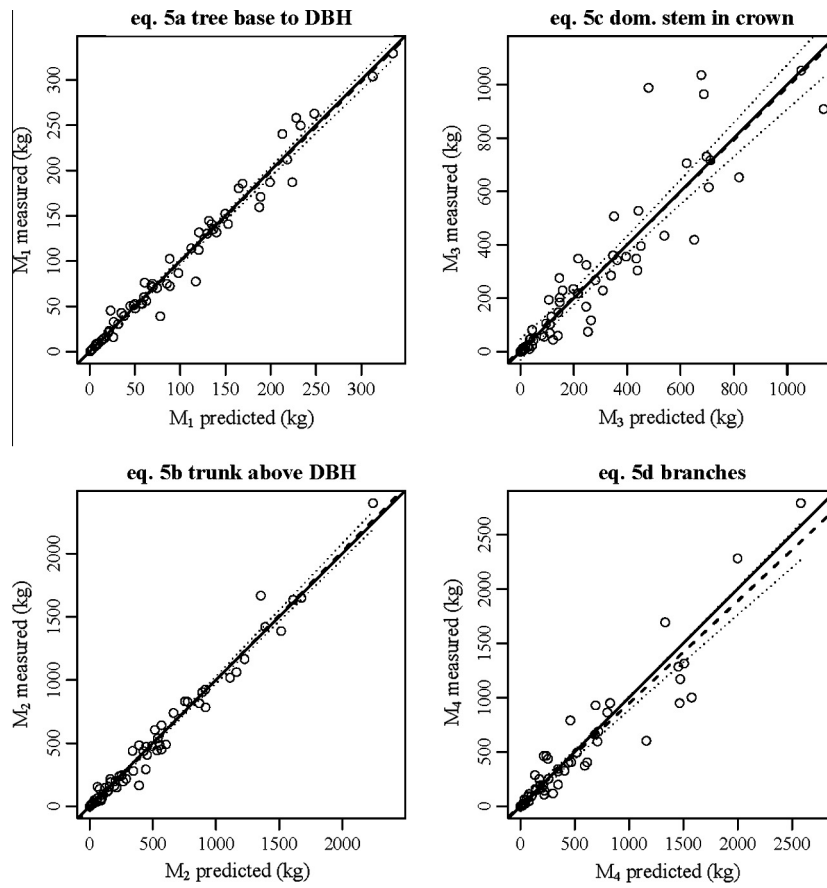 eq. 5a tree base to DBH
M₁ measured (kg)
300
250
200
150
100
50
0
0 50 100 150 200 250 300
M₁ predicted (kg)
eq. 5c dom. stem in crown
M₃ measured (kg)
1000
800
600
400
200
0
0 200 400 600 800 1000
M₃ predicted (kg)
eq. 5b trunk above DBH
M₂ measured (kg)
2000
1500
1000
500
0
0 500 1000 1500 2000
M₂ predicted (kg)
eq. 5d branches
M₄ measured (kg)
2500
2000
1500
1000
500
0
0 500 1000 1500 2000 2500
M₄ predicted (kg)